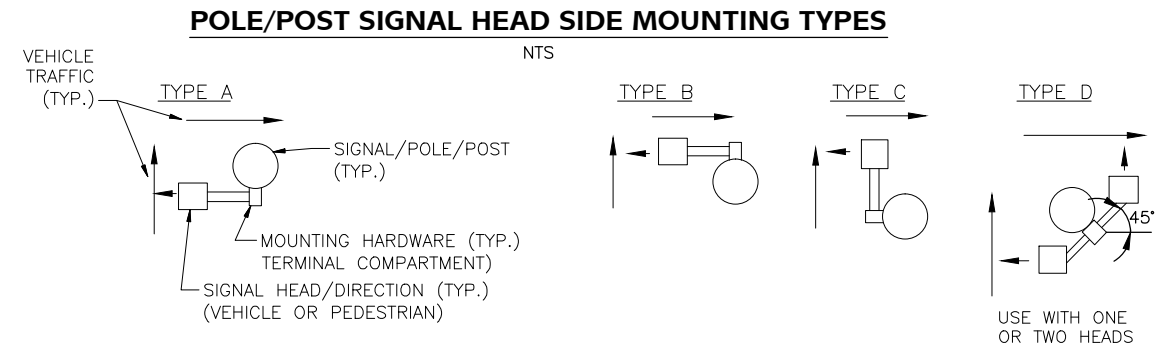 POLE/POST SIGNAL HEAD SIDE MOUNTING TYPES
NTS
VEHICLE
TRAFFIC
(TYP.)
TYPE A
SIGNAL/POLE/POST
(TYP.)
MOUNTING HARDWARE (TYP.)
TERMINAL COMPARTMENT)
SIGNAL HEAD/DIRECTION (TYP.)
(VEHICLE OR PEDESTRIAN)
TYPE B
TYPE C
TYPE D
45°
USE WITH ONE
OR TWO HEADS